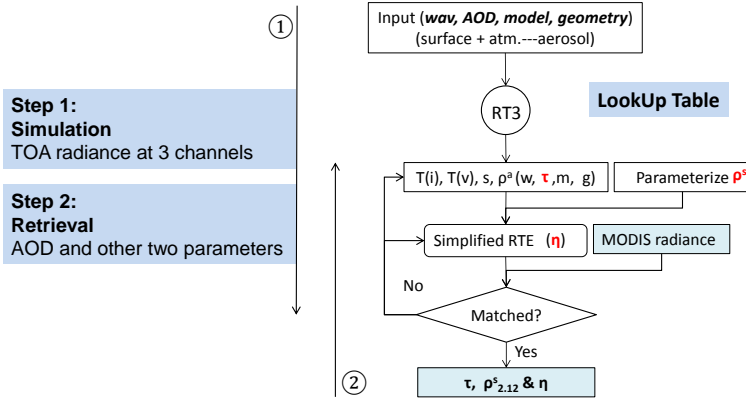 ①
Input (wav, AOD, model, geometry)
(surface + atm.---aerosol)
Step 1:
Simulation
TOA radiance at 3 channels
RT3
LookUp Table
T(i), T(v), s, ρᵃ (w, τ ,m, g)
Parameterize ρˢ
Step 2:
Retrieval
AOD and other two parameters
Simplified RTE (η)
MODIS radiance
No
Matched?
Yes
②
τ, ρˢ₂.₁₂ & η